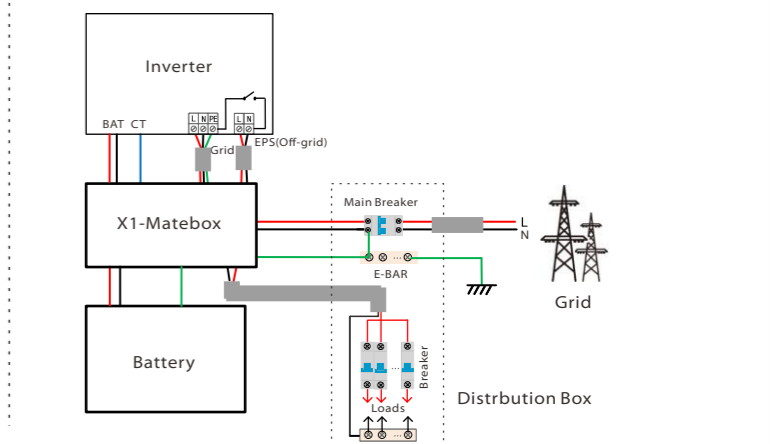 Inverter
BAT CT
L N PE
L N
Grid
EPS(Off-grid)
X1-Matebox
Main Breaker
L
N
E-BAR
Grid
Battery
Breaker
Loads
Distrbution Box